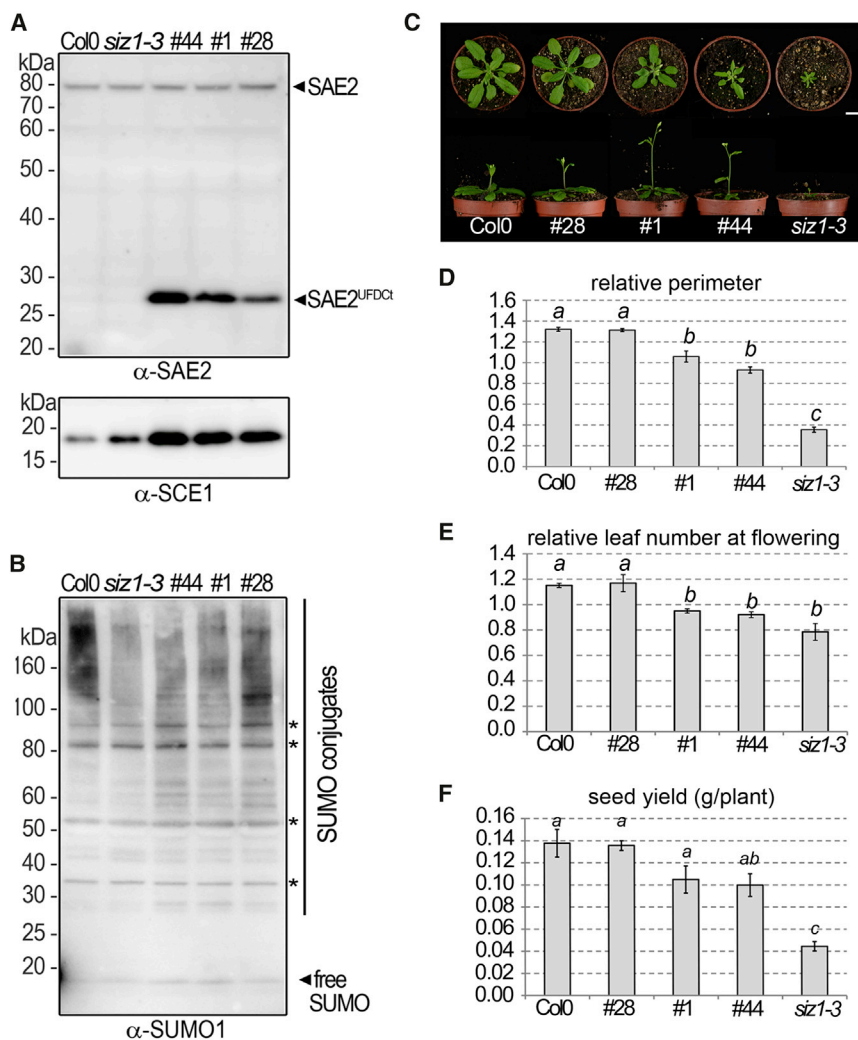 A
Col0 siz1-3 #44 #1 #28
kDa
80
70
60
50
40
30
25
20
◄SAE2
◄SAE2^UFDCt
α-SAE2
kDa
20
15
α-SCE1
B
Col0 siz1-3 #44 #1 #28
kDa
160
100
80
60
50
40
30
25
20
*
*
*
*
SUMO conjugates
◄free
SUMO
α-SUMO1
C
Col0 #28 #1 #44 siz1-3
D
relative perimeter
1.6
1.4
1.2
1.0
0.8
0.6
0.4
0.2
0.0
a a b b c
Col0 #28 #1 #44 siz1-3
E
relative leaf number at flowering
1.4
1.2
1.0
0.8
0.6
0.4
0.2
0.0
a a b b b
Col0 #28 #1 #44 siz1-3
F
seed yield (g/plant)
0.16
0.14
0.12
0.10
0.08
0.06
0.04
0.02
0.00
a a a ab c
Col0 #28 #1 #44 siz1-3